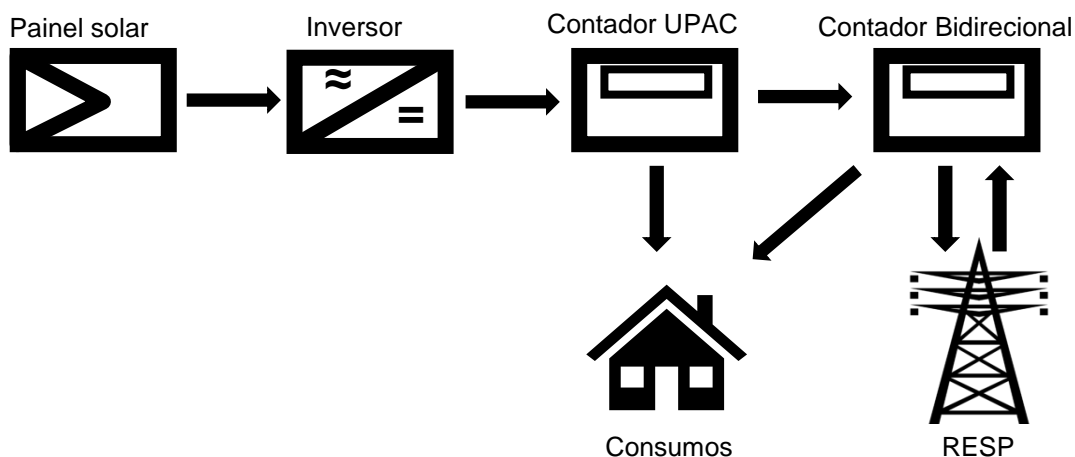 Painel solar
Inversor
Contador UPAC
Contador Bidirecional
Consumos
RESP